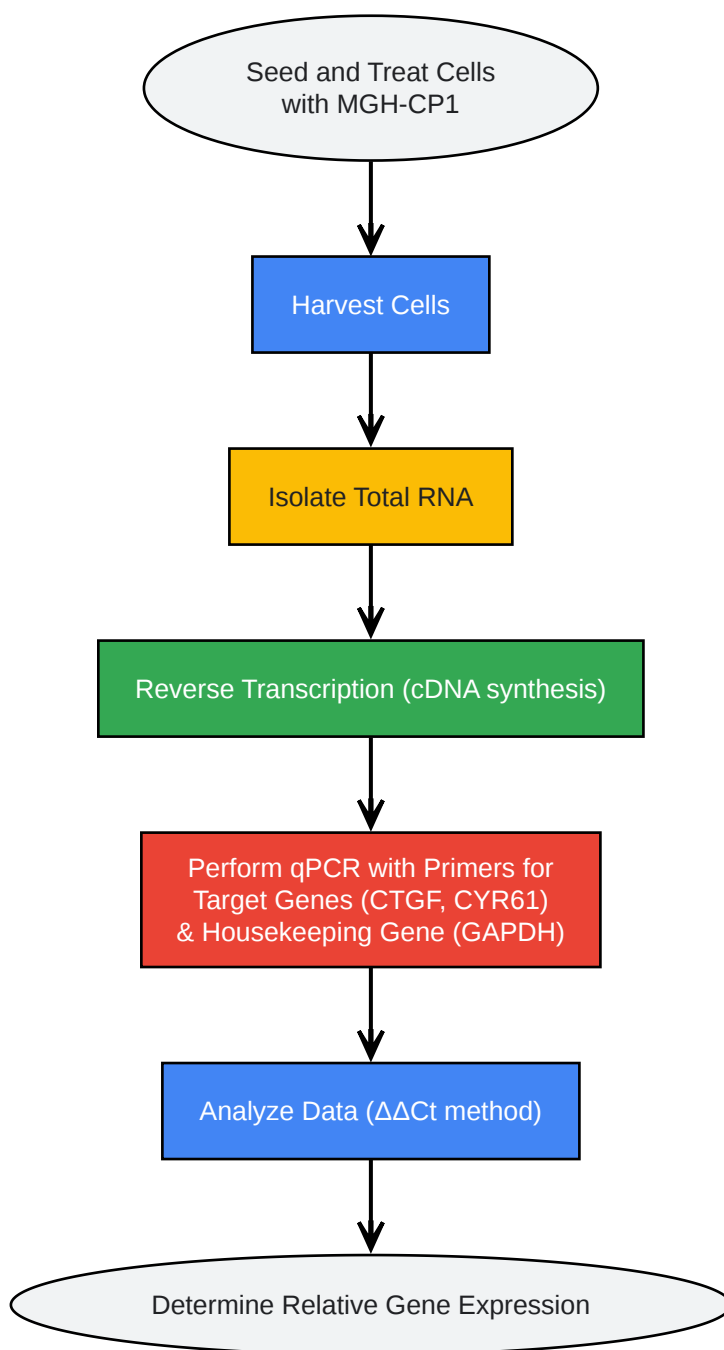 Seed and Treat Cells
with MGH-CP1
Harvest Cells
Isolate Total RNA
Reverse Transcription (cDNA synthesis)
Perform qPCR with Primers for
Target Genes (CTGF, CYR61)
& Housekeeping Gene (GAPDH)
Analyze Data (ΔΔCt method)
Determine Relative Gene Expression